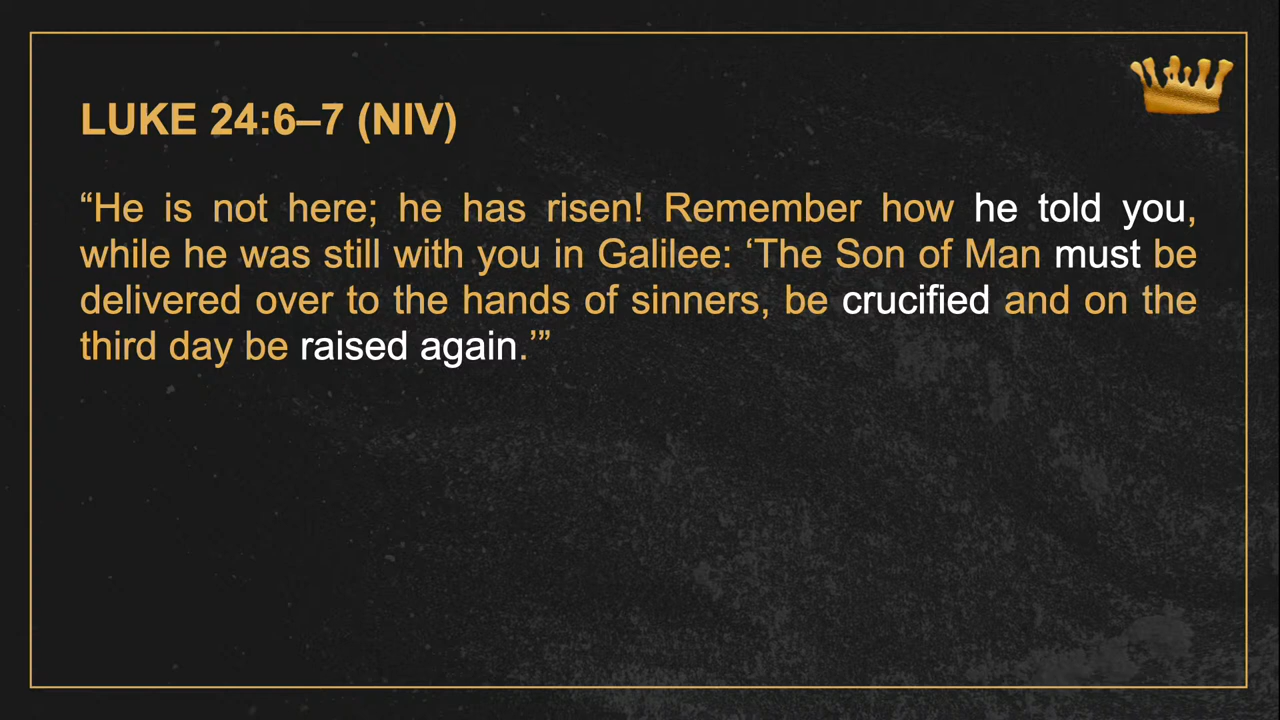 LUKE 24:6–7 (NIV)
“He is not here; he has risen! Remember how he told you,
while he was still with you in Galilee: ‘The Son of Man must be
delivered over to the hands of sinners, be crucified and on the
third day be raised again.’”